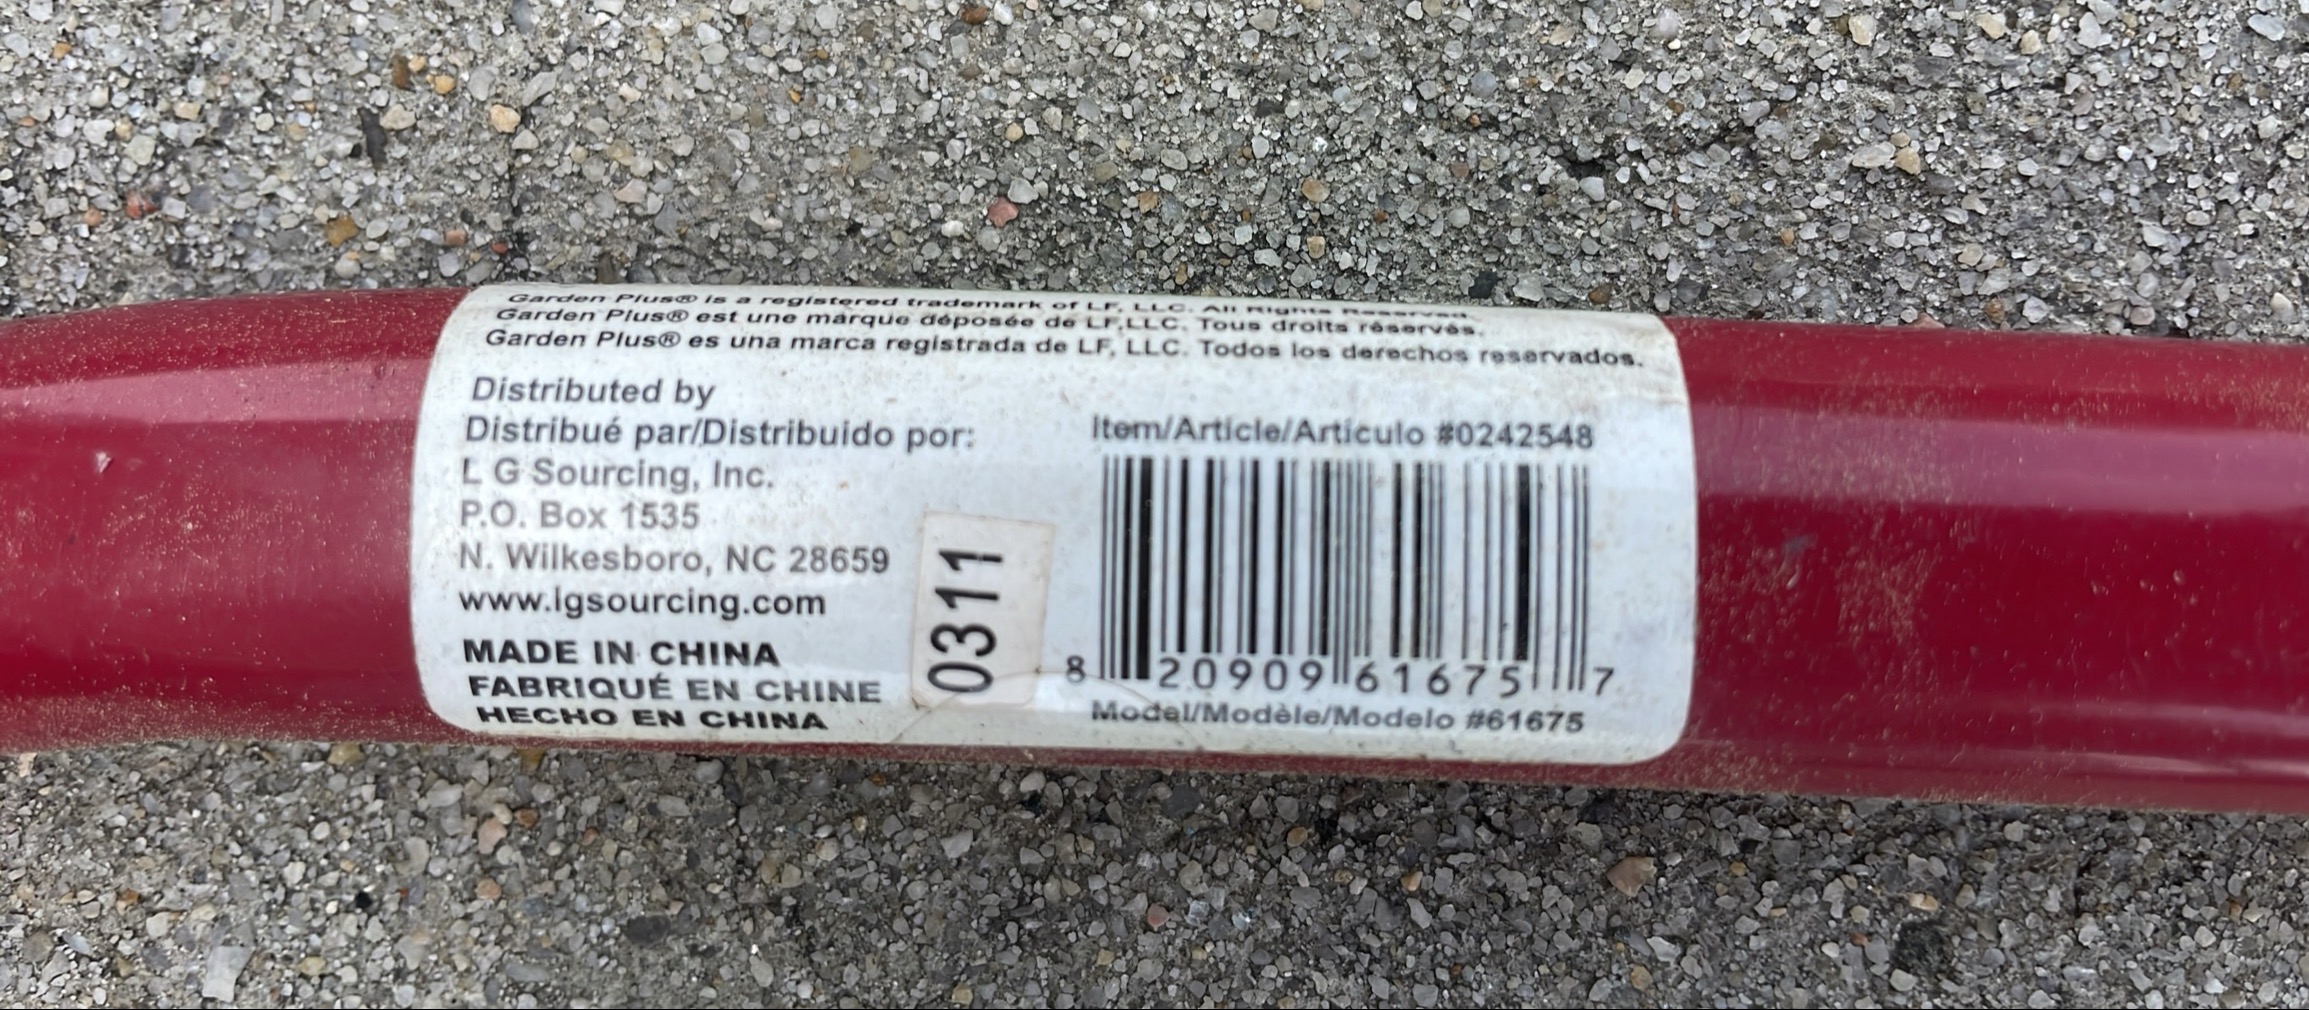 Garden Plus® is a registered trademark of LF, LLC. All Rights Reserved.
Garden Plus® est une marque déposée de LF,LLC. Tous droits réservés.
Garden Plus® es una marca registrada de LF, LLC. Todos los derechos reservados.
Distributed by
Distribué par/Distribuido por:
L G Sourcing, Inc.
P.O. Box 1535
N. Wilkesboro, NC 28659
www.lgsourcing.com
MADE IN CHINA
FABRIQUÉ EN CHINE
HECHO EN CHINA
0311
Item/Article/Artículo #0242548
8 20909 61675 7
Model/Modèle/Modelo #61675